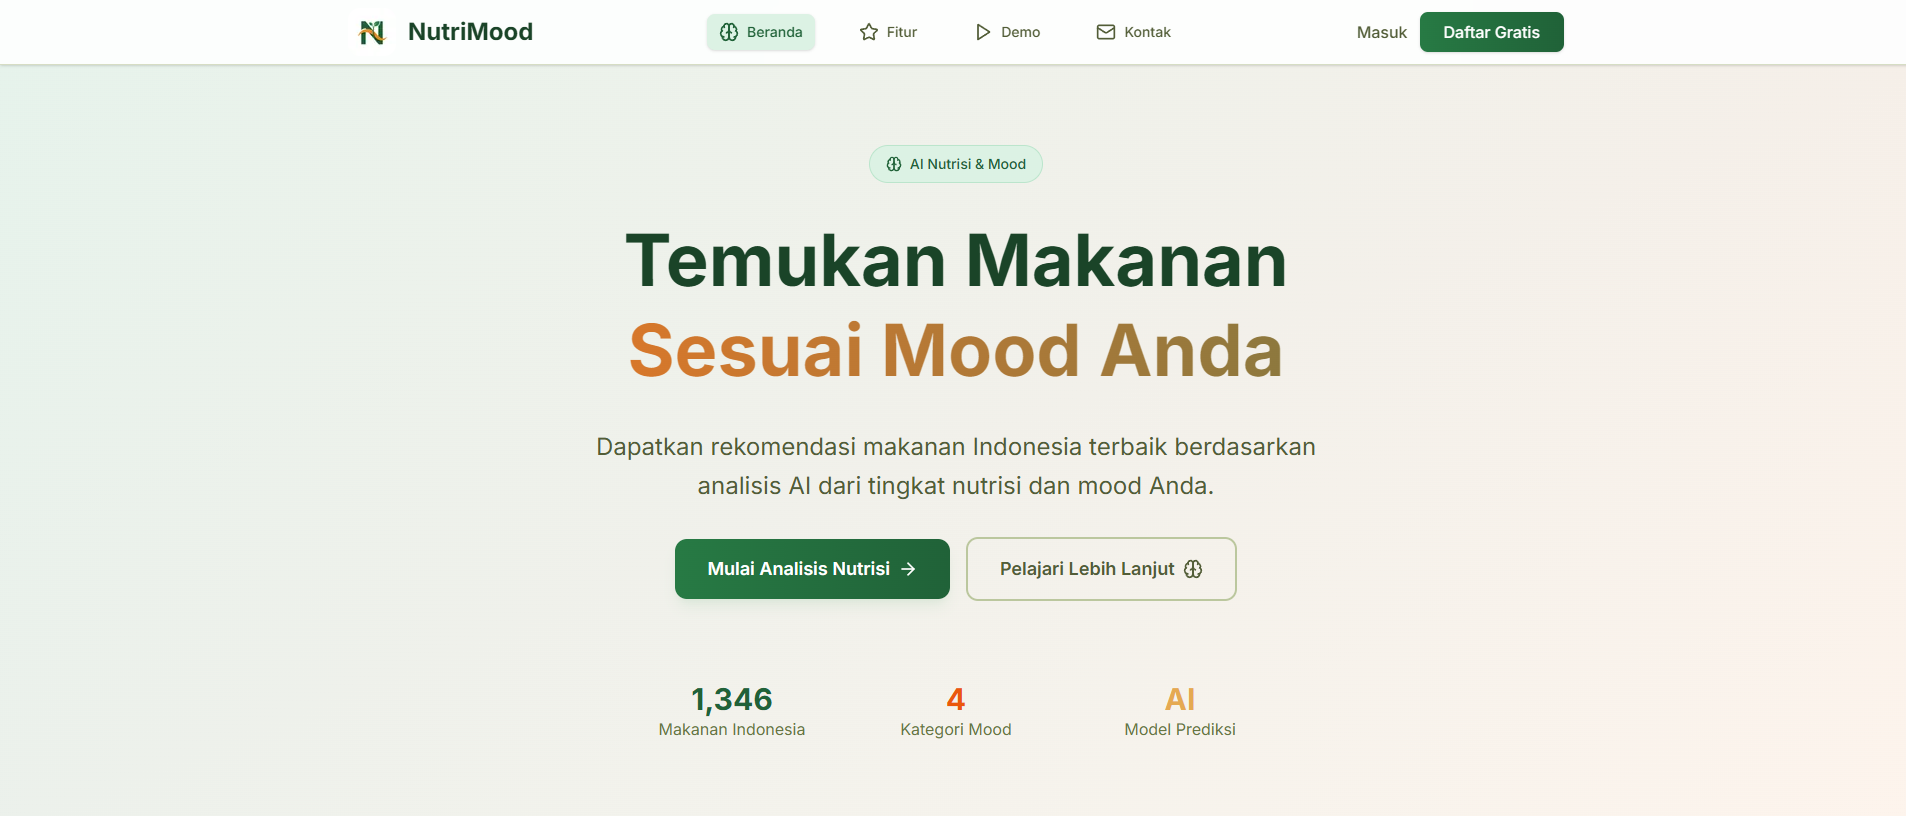 NutriMood
Beranda
Fitur
Demo
Kontak
Masuk
Daftar Gratis
AI Nutrisi & Mood
Temukan Makanan
Sesuai Mood Anda
Dapatkan rekomendasi makanan Indonesia terbaik berdasarkan
analisis AI dari tingkat nutrisi dan mood Anda.
Mulai Analisis Nutrisi →
Pelajari Lebih Lanjut
1,346
Makanan Indonesia
4
Kategori Mood
AI
Model Prediksi